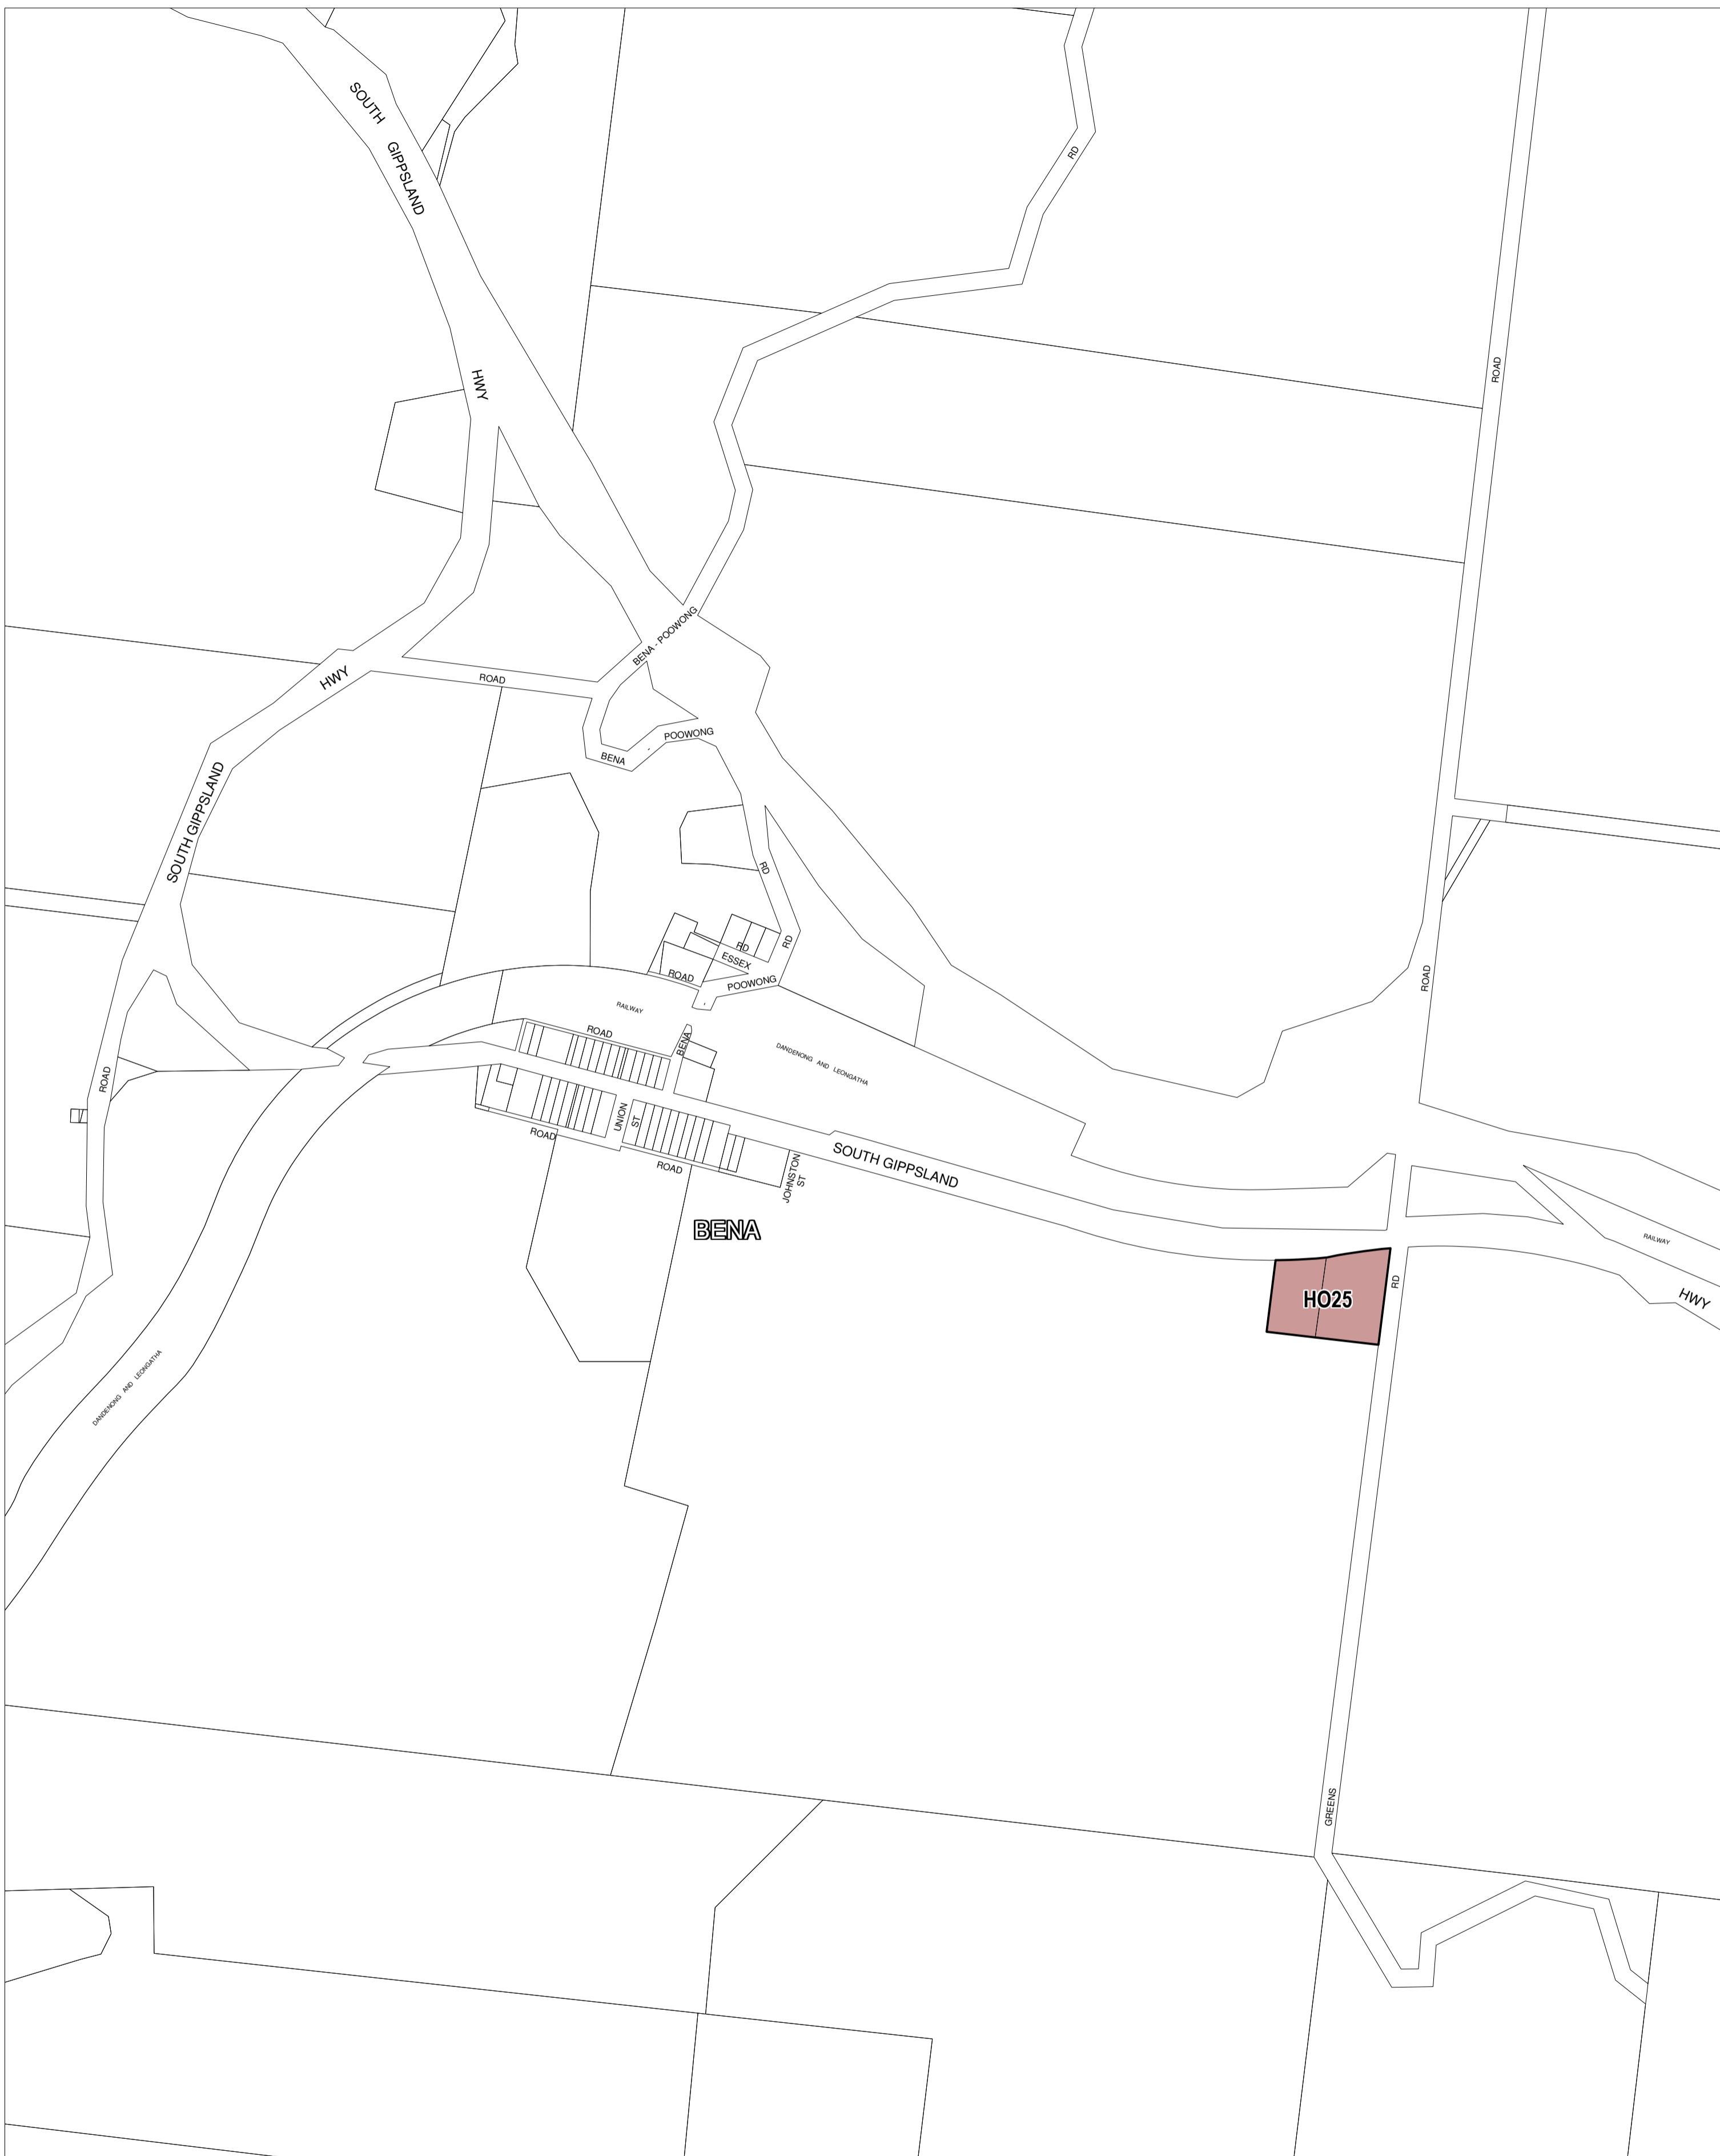 SOUTH
GIPPSLAND
RD
HWY
ROAD
BENA - POOWONG
HWY
ROAD
POOWONG
BENA
SOUTH GIPPSLAND
RD
RD
RD
ESSEX
ROAD
POOWONG
ROAD
RAILWAY
ROAD
BENA
DANDENONG AND LEONGATHA
ROAD
UNION
ST
ROAD
ROAD
JOHNSTON
ST
SOUTH GIPPSLAND
BENA
RAILWAY
RD
HO25
HWY
DANDENONG AND LEONGATHA
GREENS